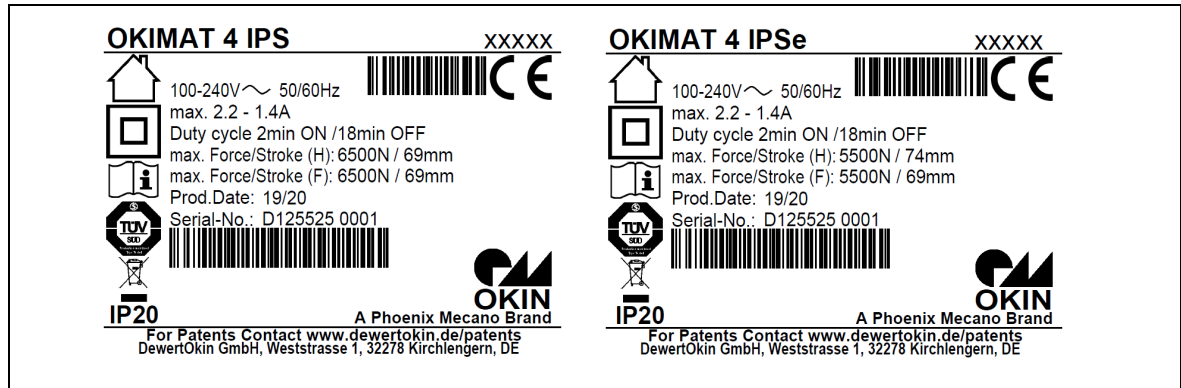 OKIMAT 4 IPS xxxxx
100-240V～ 50/60Hz
CE
max. 2.2 - 1.4A
Duty cycle 2min ON /18min OFF
max. Force/Stroke (H): 6500N / 69mm
max. Force/Stroke (F): 6500N / 69mm
Prod.Date: 19/20
Serial-No.: D125525 0001
TÜV
SÜD
OKIN
IP20
A Phoenix Mecano Brand
For Patents Contact www.dewertokin.de/patents
DewertOkin GmbH, Weststrasse 1, 32278 Kirchlengern, DE
OKIMAT 4 IPSe xxxxx
100-240V～ 50/60Hz
CE
max. 2.2 - 1.4A
Duty cycle 2min ON /18min OFF
max. Force/Stroke (H): 5500N / 74mm
max. Force/Stroke (F): 5500N / 69mm
Prod.Date: 19/20
Serial-No.: D125525 0001
TÜV
SÜD
OKIN
IP20
A Phoenix Mecano Brand
For Patents Contact www.dewertokin.de/patents
DewertOkin GmbH, Weststrasse 1, 32278 Kirchlengern, DE